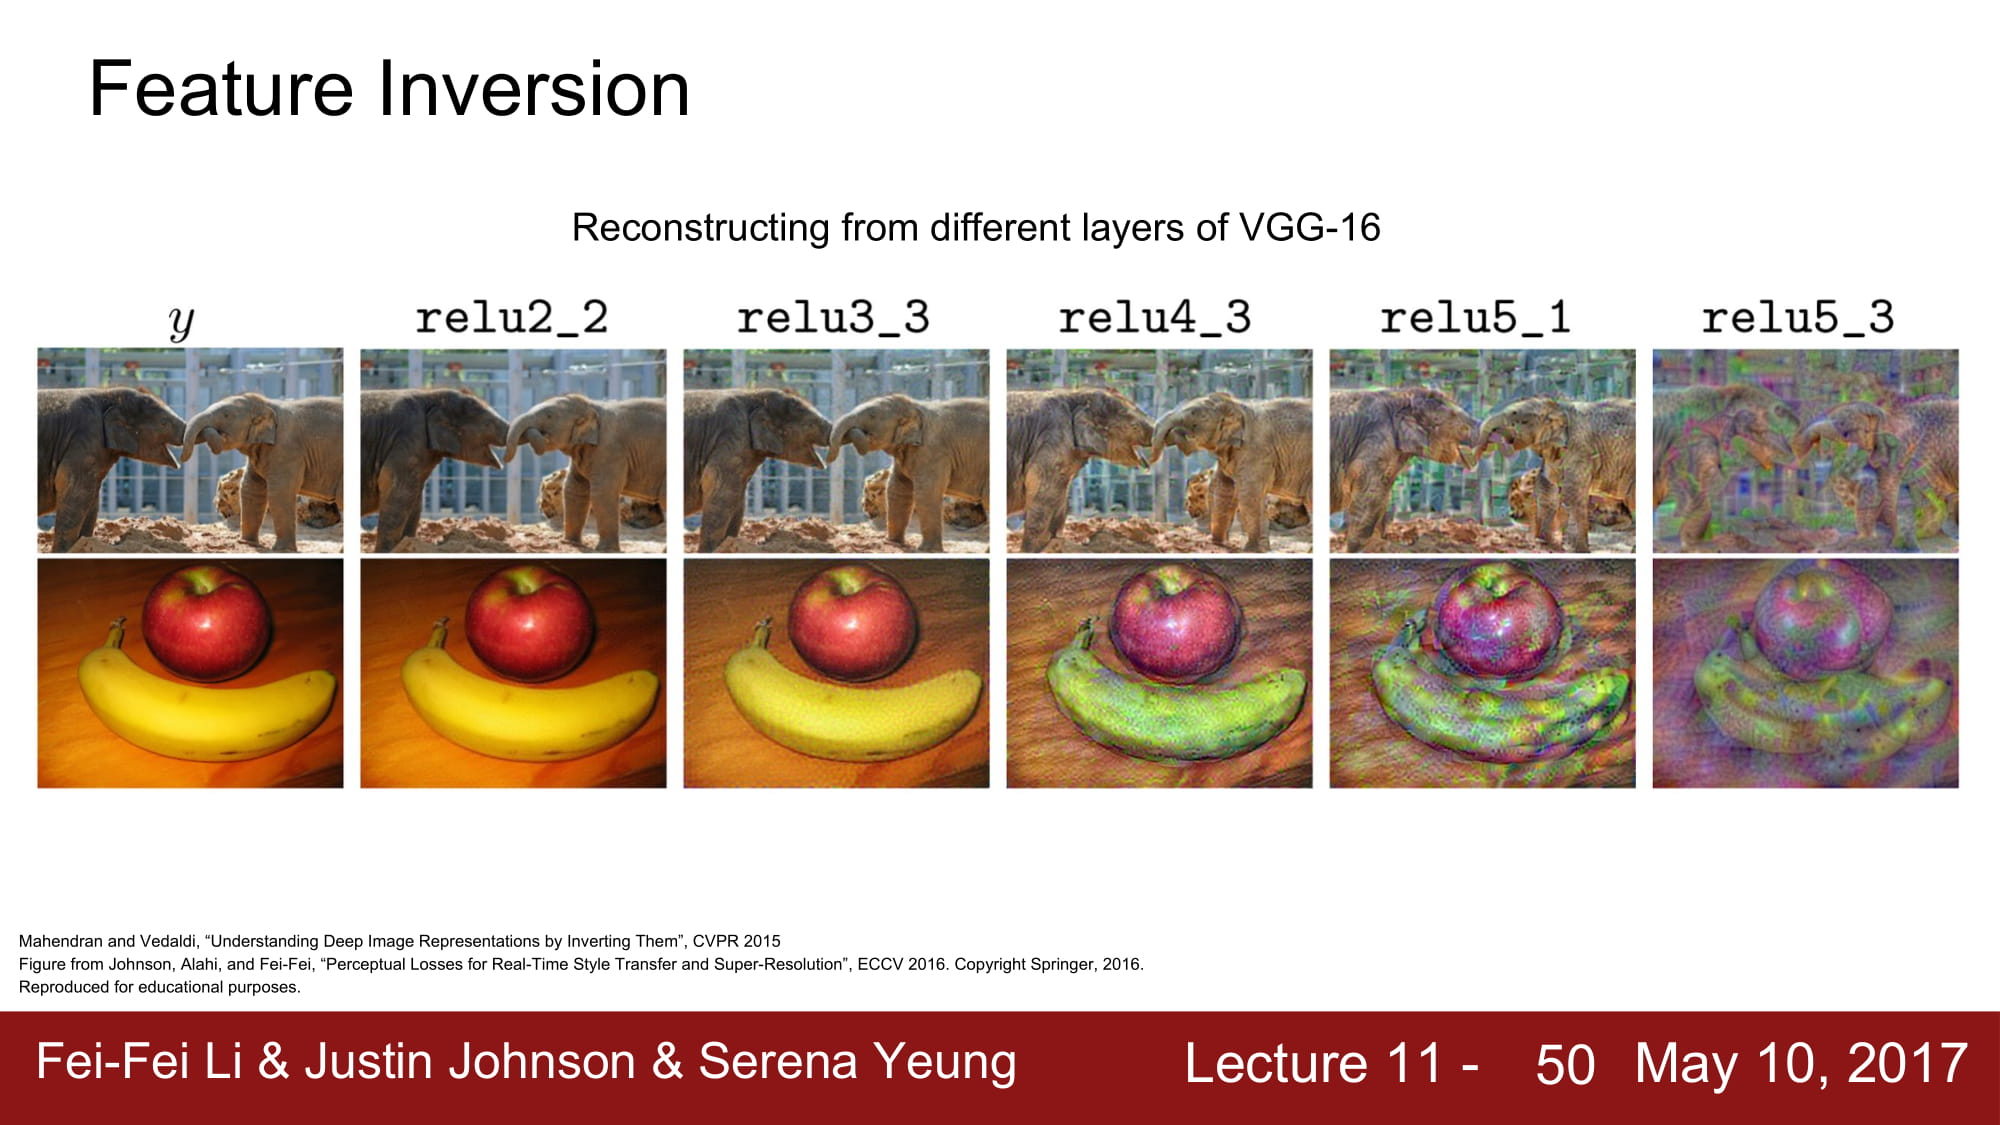 Feature Inversion
Reconstructing from different layers of VGG-16
y relu2_2 relu3_3 relu4_3 relu5_1 relu5_3
Mahendran and Vedaldi, “Understanding Deep Image Representations by Inverting Them”, CVPR 2015
Figure from Johnson, Alahi, and Fei-Fei, “Perceptual Losses for Real-Time Style Transfer and Super-Resolution”, ECCV 2016. Copyright Springer, 2016.
Reproduced for educational purposes.
Fei-Fei Li & Justin Johnson & Serena Yeung Lecture 11 - 50 May 10, 2017